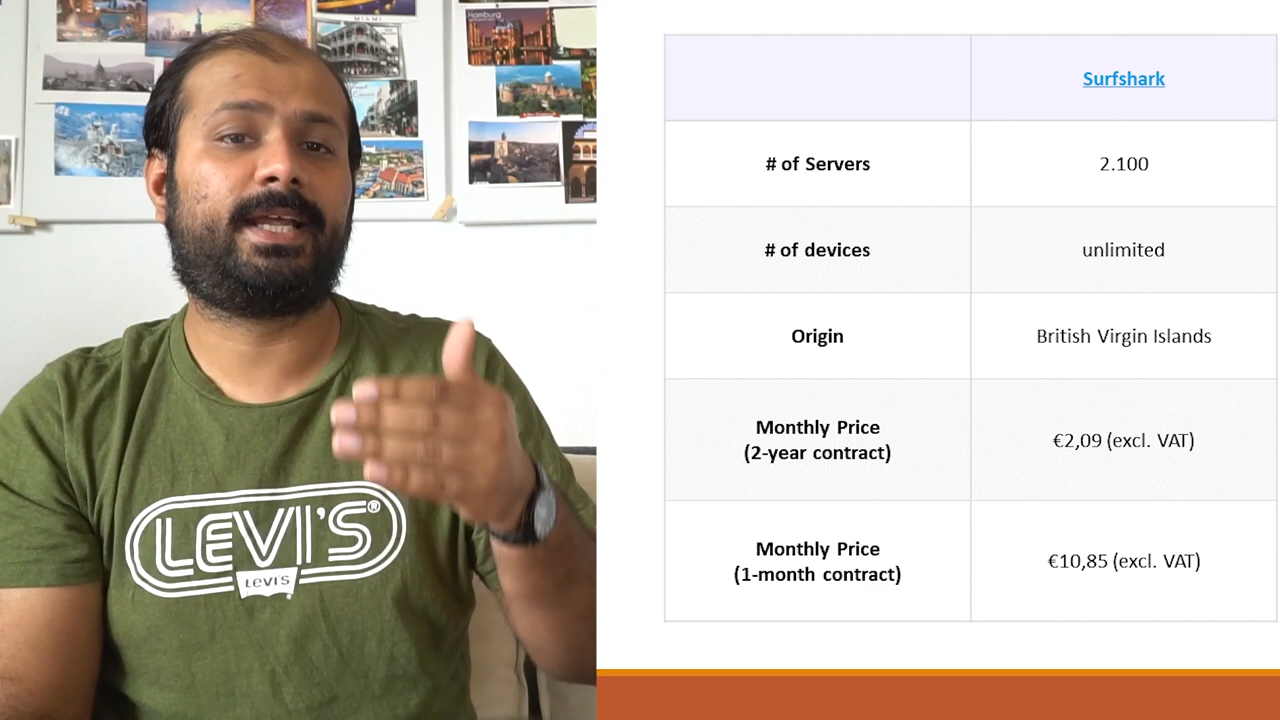 MIAMI
Hamburg
LEVI'S®
LEVI'S
Surfshark
# of Servers
2.100
# of devices
unlimited
Origin
British Virgin Islands
Monthly Price
(2-year contract)
€2,09 (excl. VAT)
Monthly Price
(1-month contract)
€10,85 (excl. VAT)